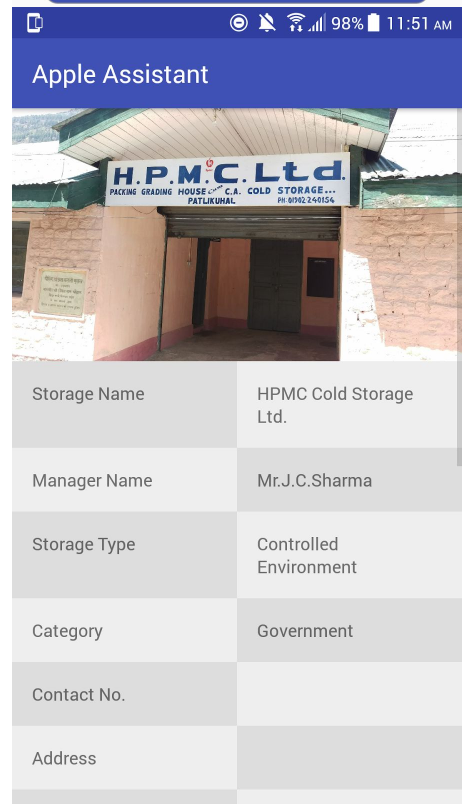 98% 11:51 AM
Apple Assistant
H.P.M.C. Ltd.
PACKING GRADING HOUSE C.A. COLD STORAGE...
PATLIKUHAL PH.01902-240154
Storage Name HPMC Cold Storage
Ltd.
Manager Name Mr.J.C.Sharma
Storage Type Controlled
Environment
Category Government
Contact No.
Address